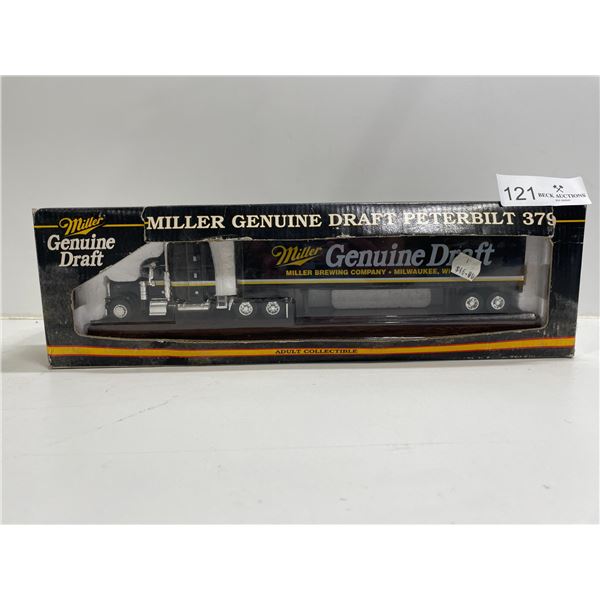 121 BECK AUCTIONS
Miller
Genuine
Draft
MILLER GENUINE DRAFT PETERBILT 379
Miller Genuine Draft
MILLER BREWING COMPANY • MILWAUKEE, W
ADULT COLLECTIBLE